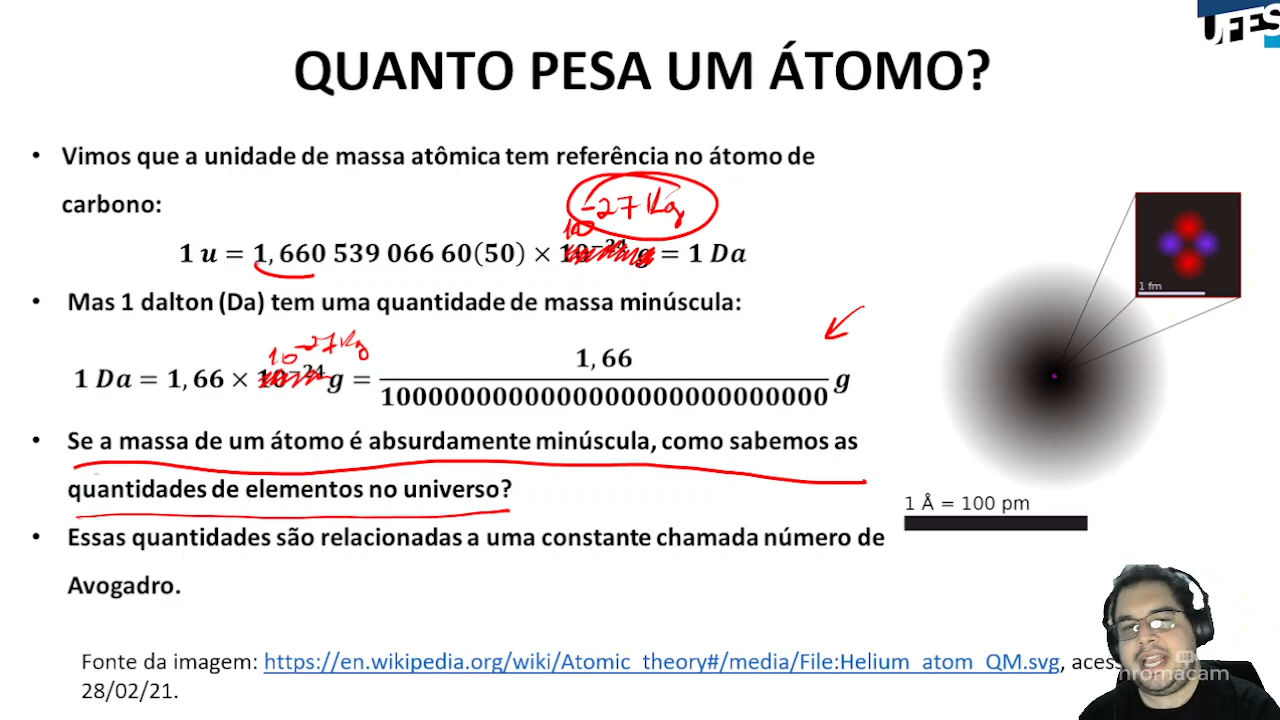 UFES
QUANTO PESA UM ÁTOMO?
• Vimos que a unidade de massa atômica tem referência no átomo de
carbono:
-27 Kg
10
1 u = 1,660 539 066 60(50) × 10⁻²⁴ g = 1 Da
• Mas 1 dalton (Da) tem uma quantidade de massa minúscula:
10 -27 Kg
1,66
1 Da = 1,66 × 10⁻²⁴ g = g
1000000000000000000000000
• Se a massa de um átomo é absurdamente minúscula, como sabemos as
quantidades de elementos no universo?
• Essas quantidades são relacionadas a uma constante chamada número de
Avogadro.
1 fm
1 Å = 100 pm
Fonte da imagem: https://en.wikipedia.org/wiki/Atomic_theory#/media/File:Helium_atom_QM.svg,
28/02/21.
chromacam